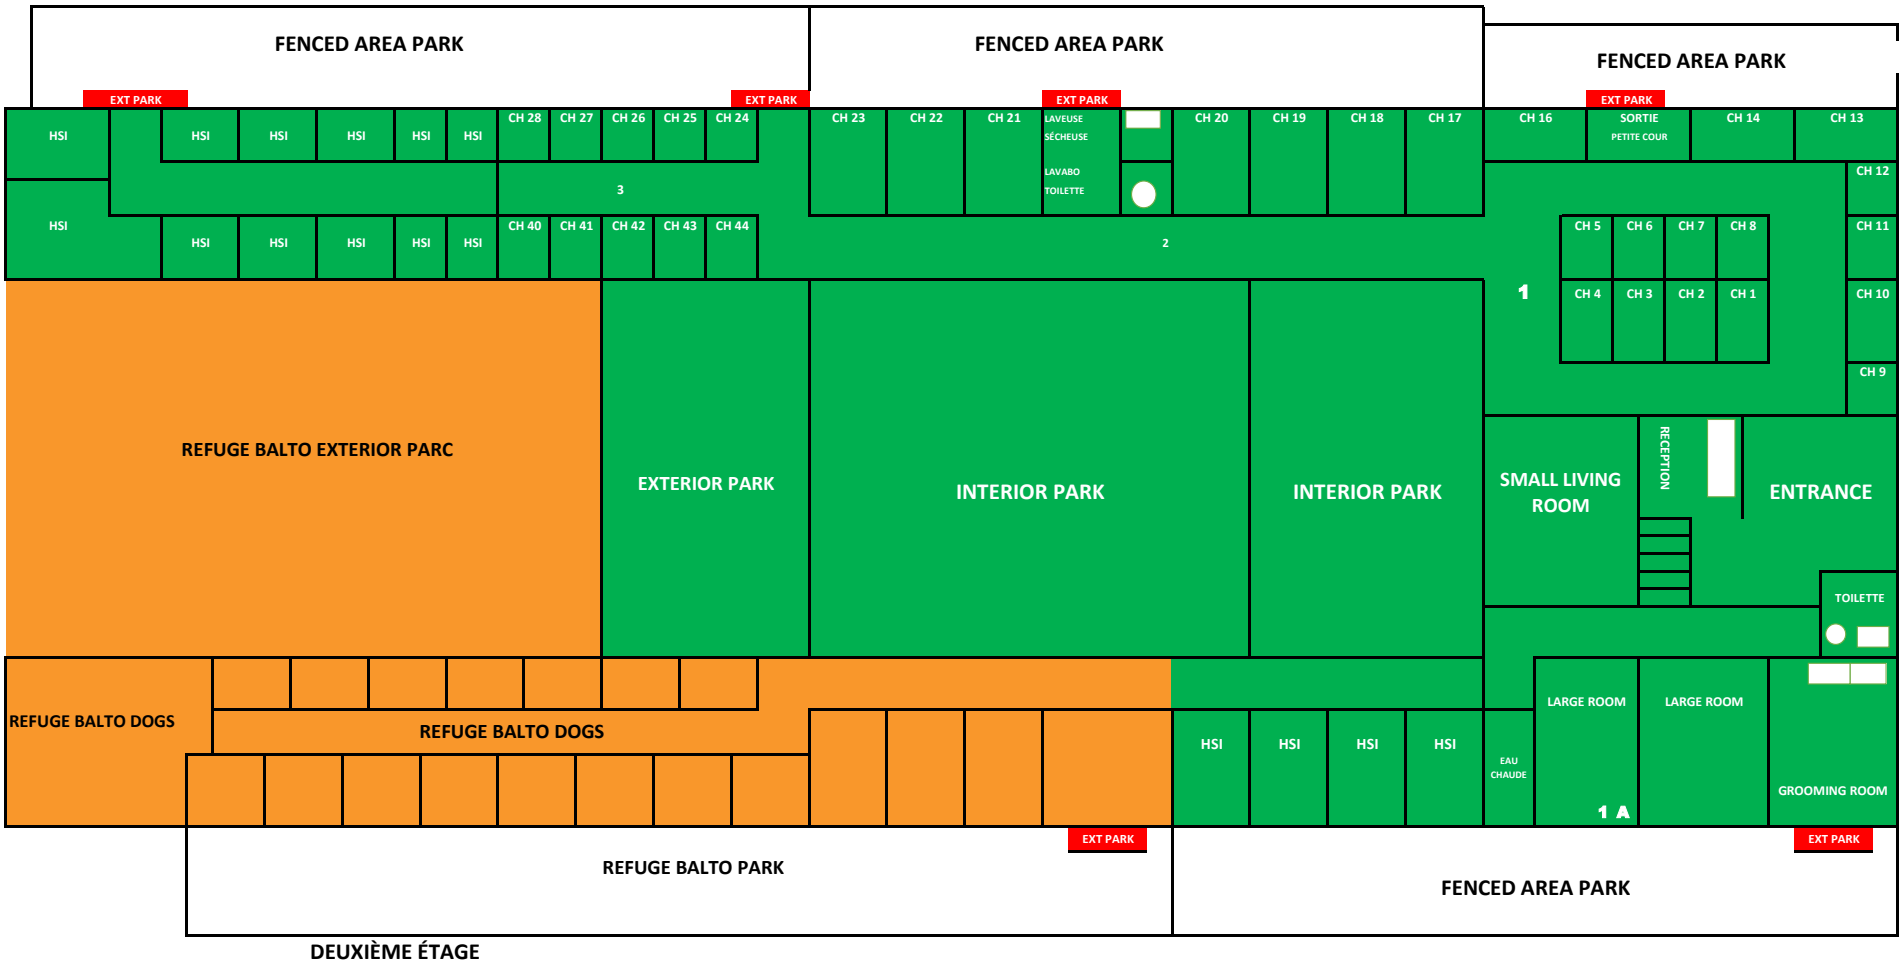 FENCED AREA PARK
FENCED AREA PARK
FENCED AREA PARK
EXT PARK
EXT PARK
EXT PARK
EXT PARK
HSI
HSI
HSI
HSI
HSI
HSI
CH 28
CH 27
CH 26
CH 25
CH 24
CH 23
CH 22
CH 21
LAVEUSE
SÉCHEUSE
LAVABO
TOILETTE
CH 20
CH 19
CH 18
CH 17
CH 16
SORTIE
PETITE COUR
CH 14
CH 13
CH 12
3
HSI
HSI
HSI
HSI
HSI
HSI
CH 40
CH 41
CH 42
CH 43
CH 44
2
CH 5
CH 6
CH 7
CH 8
CH 11
1
CH 4
CH 3
CH 2
CH 1
CH 10
CH 9
REFUGE BALTO EXTERIOR PARC
EXTERIOR PARK
INTERIOR PARK
INTERIOR PARK
SMALL LIVING
ROOM
RECEPTION
ENTRANCE
TOILETTE
REFUGE BALTO DOGS
REFUGE BALTO DOGS
HSI
HSI
HSI
HSI
EAU
CHAUDE
LARGE ROOM
LARGE ROOM
GROOMING ROOM
1 A
EXT PARK
EXT PARK
REFUGE BALTO PARK
FENCED AREA PARK
DEUXIÈME ÉTAGE